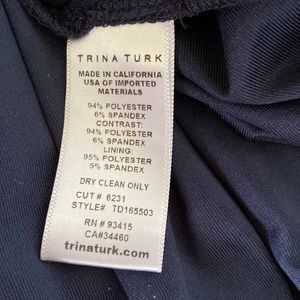 TRINA TURK
MADE IN CALIFORNIA
USA OF IMPORTED
MATERIALS
94% POLYESTER
6% SPANDEX
CONTRAST:
94% POLYESTER
6% SPANDEX
LINING:
95% POLYESTER
5% SPANDEX
DRY CLEAN ONLY
CUT # 6231
STYLE# TD165503
RN # 93415
CA#34460
trinaturk.com